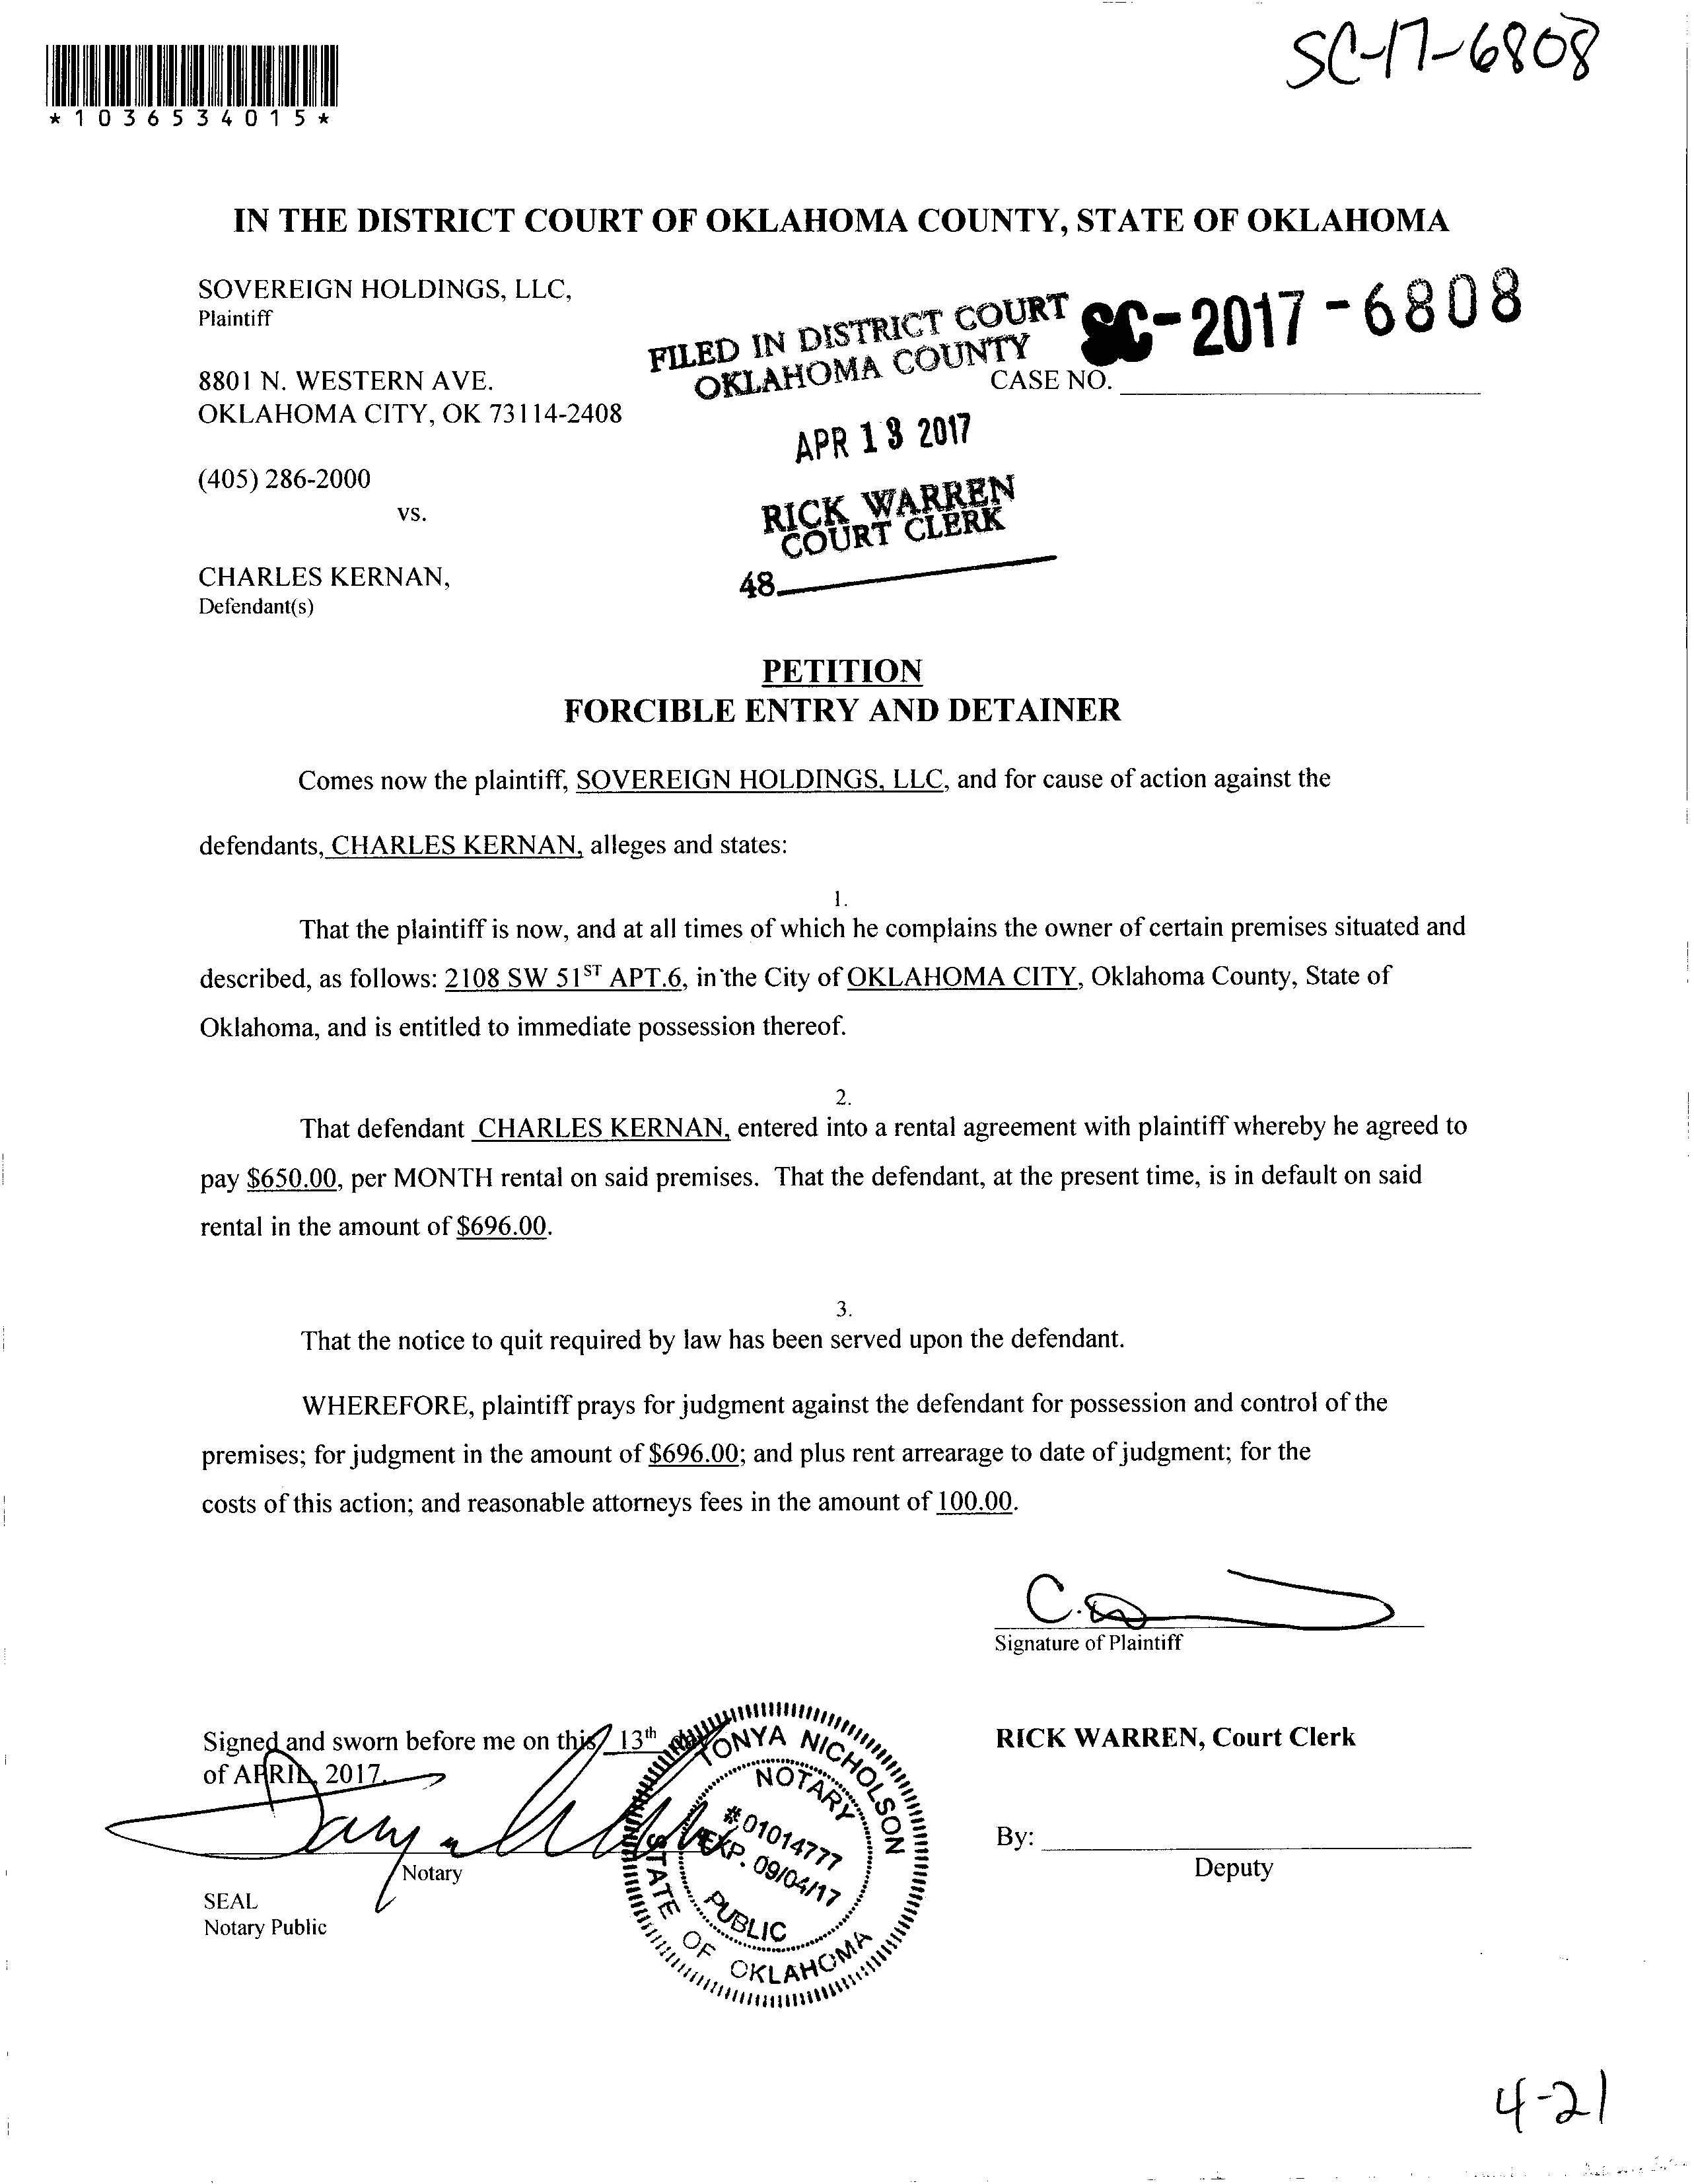 SC-17-6808
*1036534015*
IN THE DISTRICT COURT OF OKLAHOMA COUNTY, STATE OF OKLAHOMA
SOVEREIGN HOLDINGS, LLC,
Plaintiff
FILED IN DISTRICT COURT
OKLAHOMA COUNTY
SC-2017-6808
8801 N. WESTERN AVE.
CASE NO.
OKLAHOMA CITY, OK 73114-2408
APR 13 2017
(405) 286-2000
vs.
RICK WARREN
COURT CLERK
48
CHARLES KERNAN,
Defendant(s)
PETITION
FORCIBLE ENTRY AND DETAINER
Comes now the plaintiff, SOVEREIGN HOLDINGS, LLC, and for cause of action against the
defendants, CHARLES KERNAN, alleges and states:
1.
That the plaintiff is now, and at all times of which he complains the owner of certain premises situated and
described, as follows: 2108 SW 51ST APT.6, in the City of OKLAHOMA CITY, Oklahoma County, State of
Oklahoma, and is entitled to immediate possession thereof.
2.
That defendant CHARLES KERNAN, entered into a rental agreement with plaintiff whereby he agreed to
pay $650.00, per MONTH rental on said premises. That the defendant, at the present time, is in default on said
rental in the amount of $696.00.
3.
That the notice to quit required by law has been served upon the defendant.
WHEREFORE, plaintiff prays for judgment against the defendant for possession and control of the
premises; for judgment in the amount of $696.00; and plus rent arrearage to date of judgment; for the
costs of this action; and reasonable attorneys fees in the amount of 100.00.
Signature of Plaintiff
Signed and sworn before me on this 13th
of APRIL, 2017.
RICK WARREN, Court Clerk
TONYA NICHOLSON
NOTARY
#01014777
EXP. 09/04/17
PUBLIC
STATE OF OKLAHOMA
By:
Deputy
Notary
SEAL
Notary Public
4-21